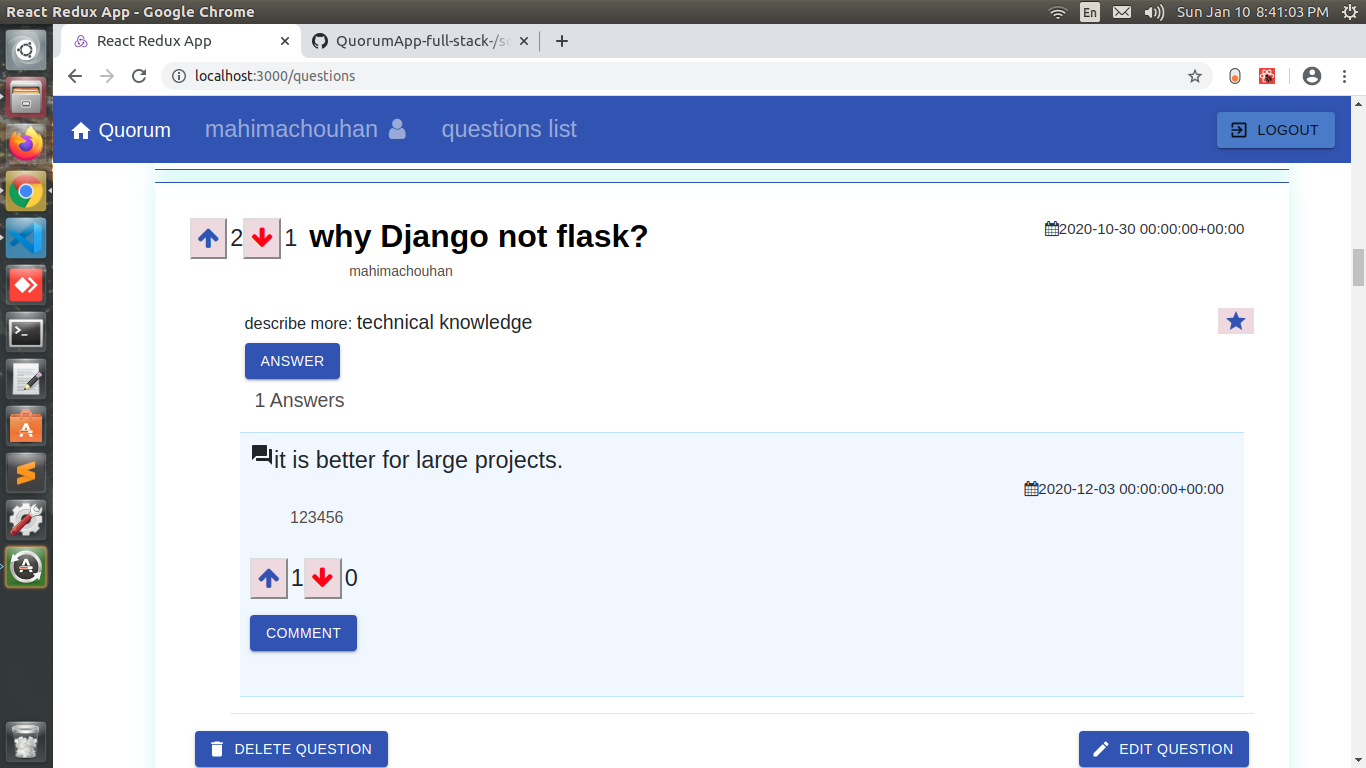 React Redux App - Google Chrome
En
Sun Jan 10 8:41:03 PM
React Redux App
QuorumApp-full-stack-/s
localhost:3000/questions
Quorum
mahimachouhan
questions list
LOGOUT
2
1
why Django not flask?
2020-10-30 00:00:00+00:00
mahimachouhan
describe more: technical knowledge
ANSWER
1 Answers
it is better for large projects.
2020-12-03 00:00:00+00:00
123456
1
0
COMMENT
DELETE QUESTION
EDIT QUESTION